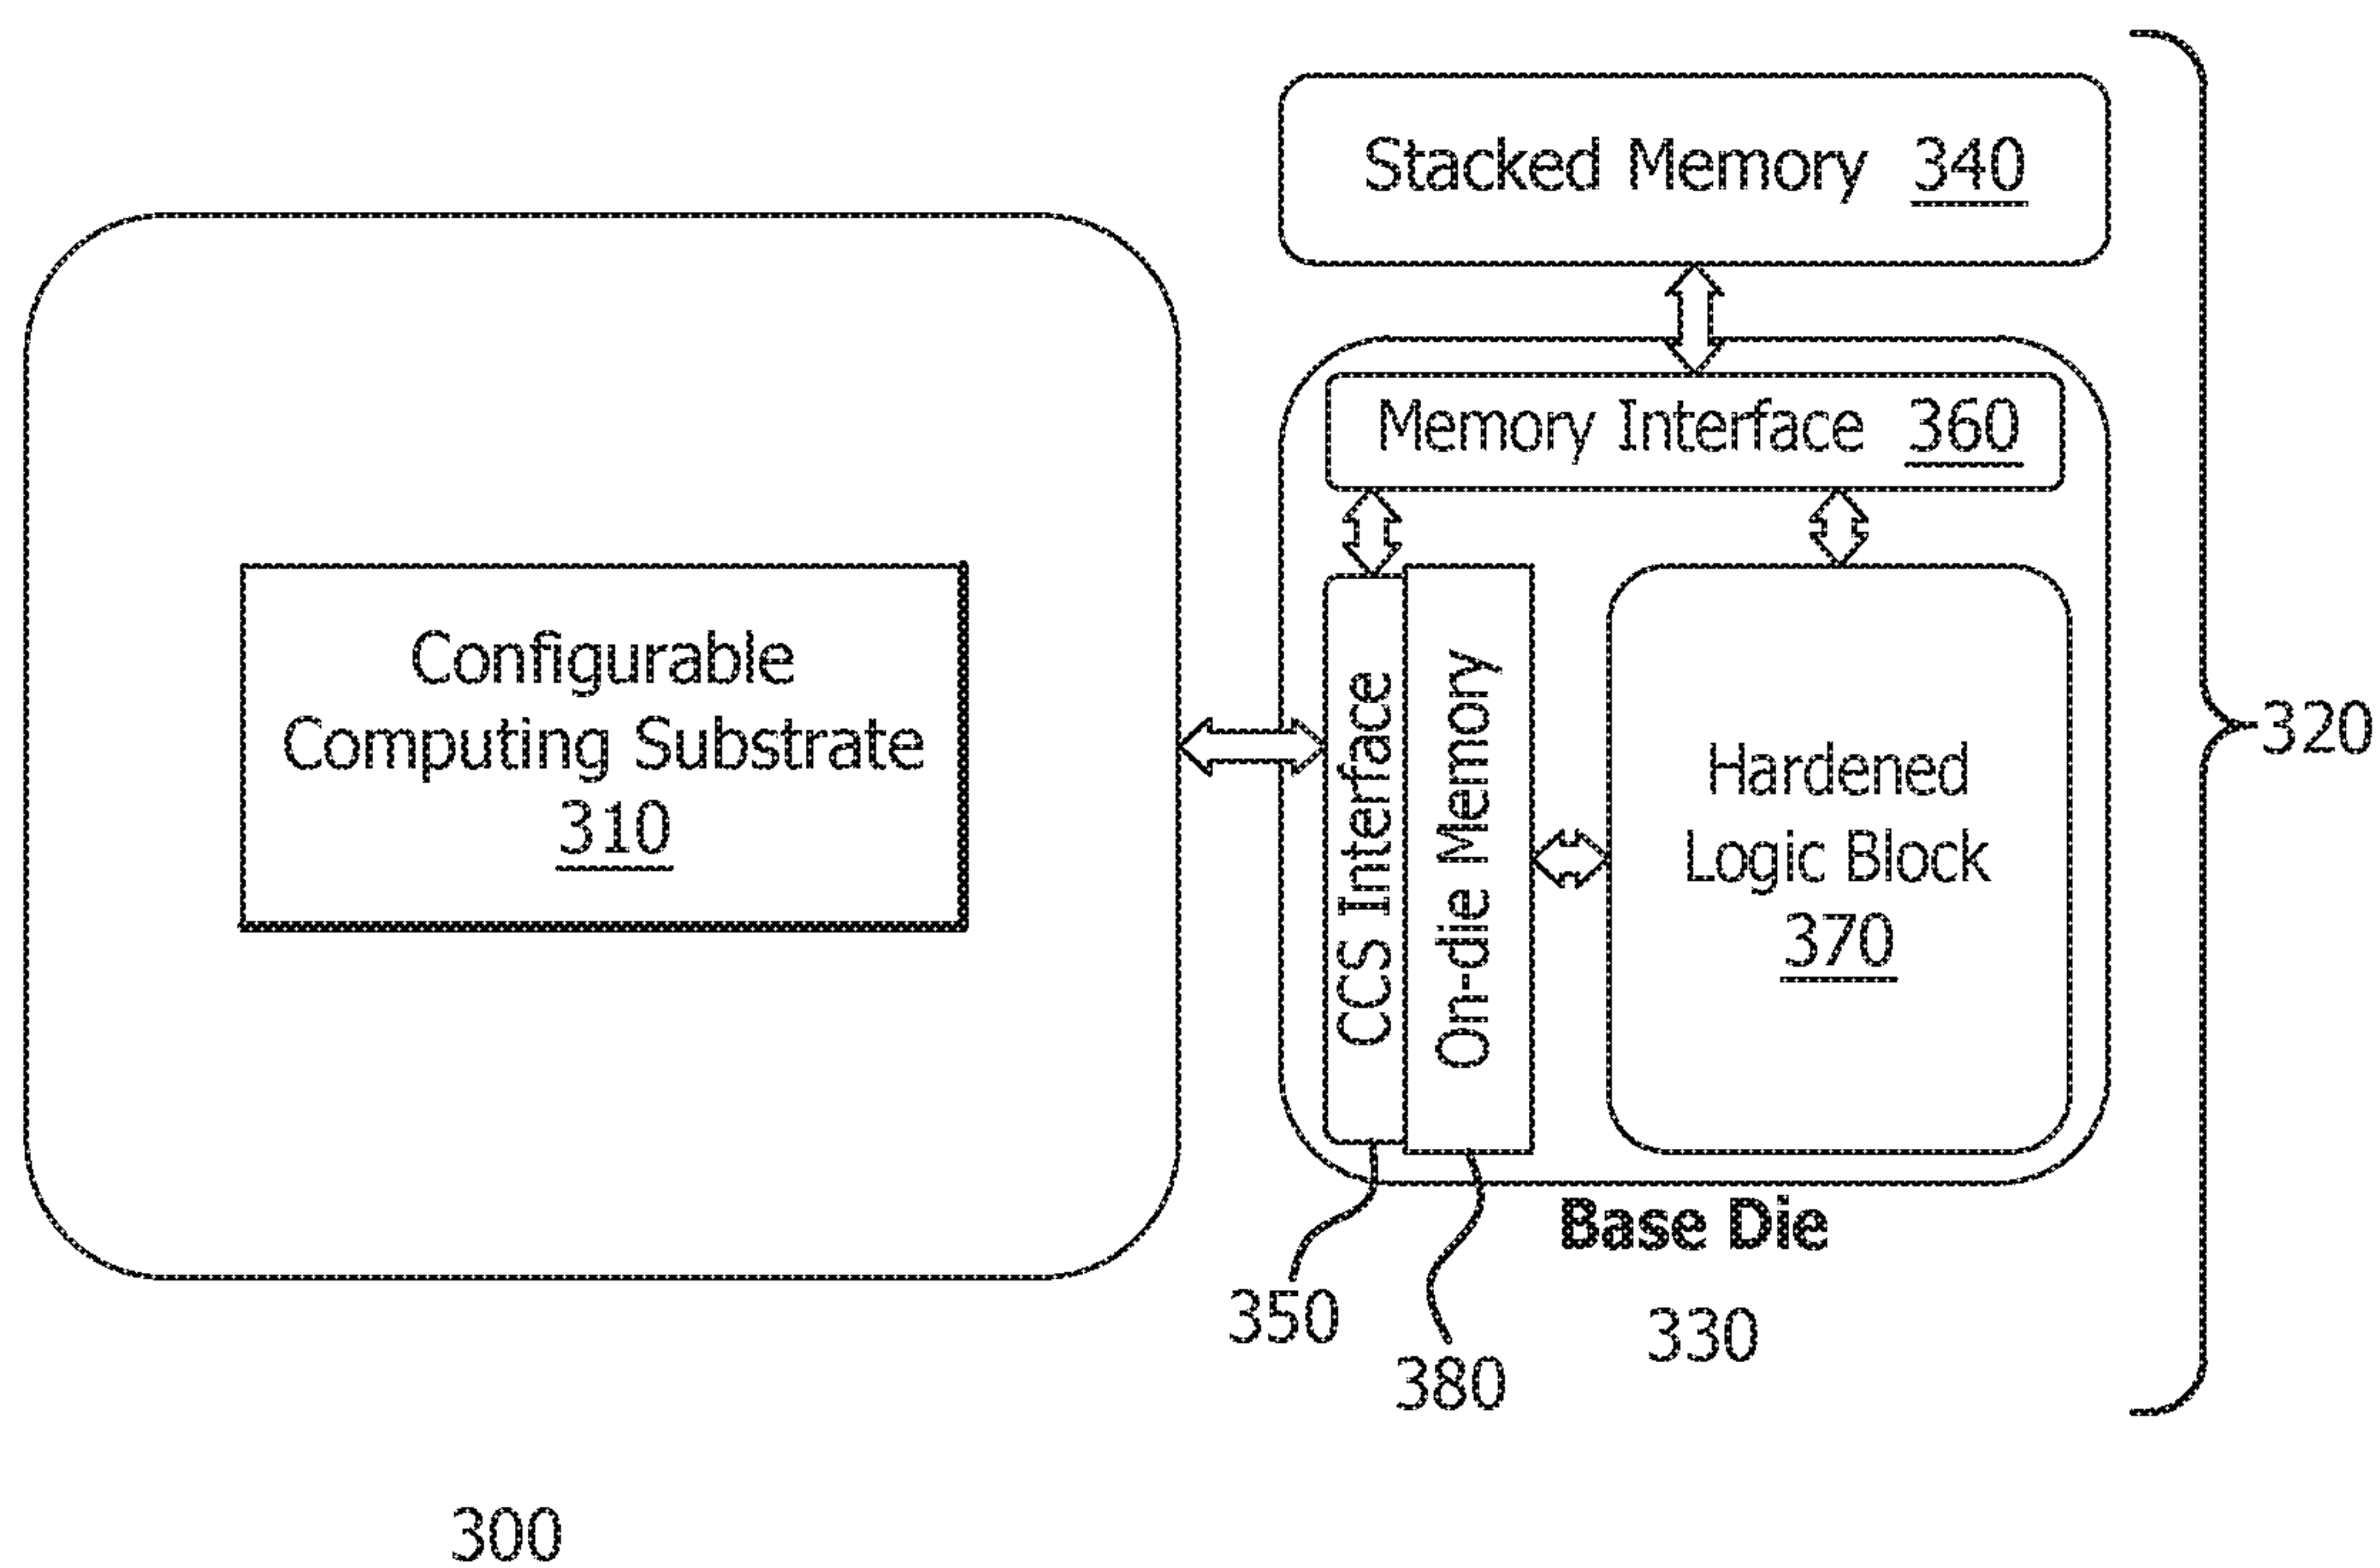 Stacked Memory 340
Memory Interface 360
Configurable
Computing Substrate
310
CCS Interface
On-die Memory
Hardened
Logic Block
370
320
Base Die
350
380
330
300